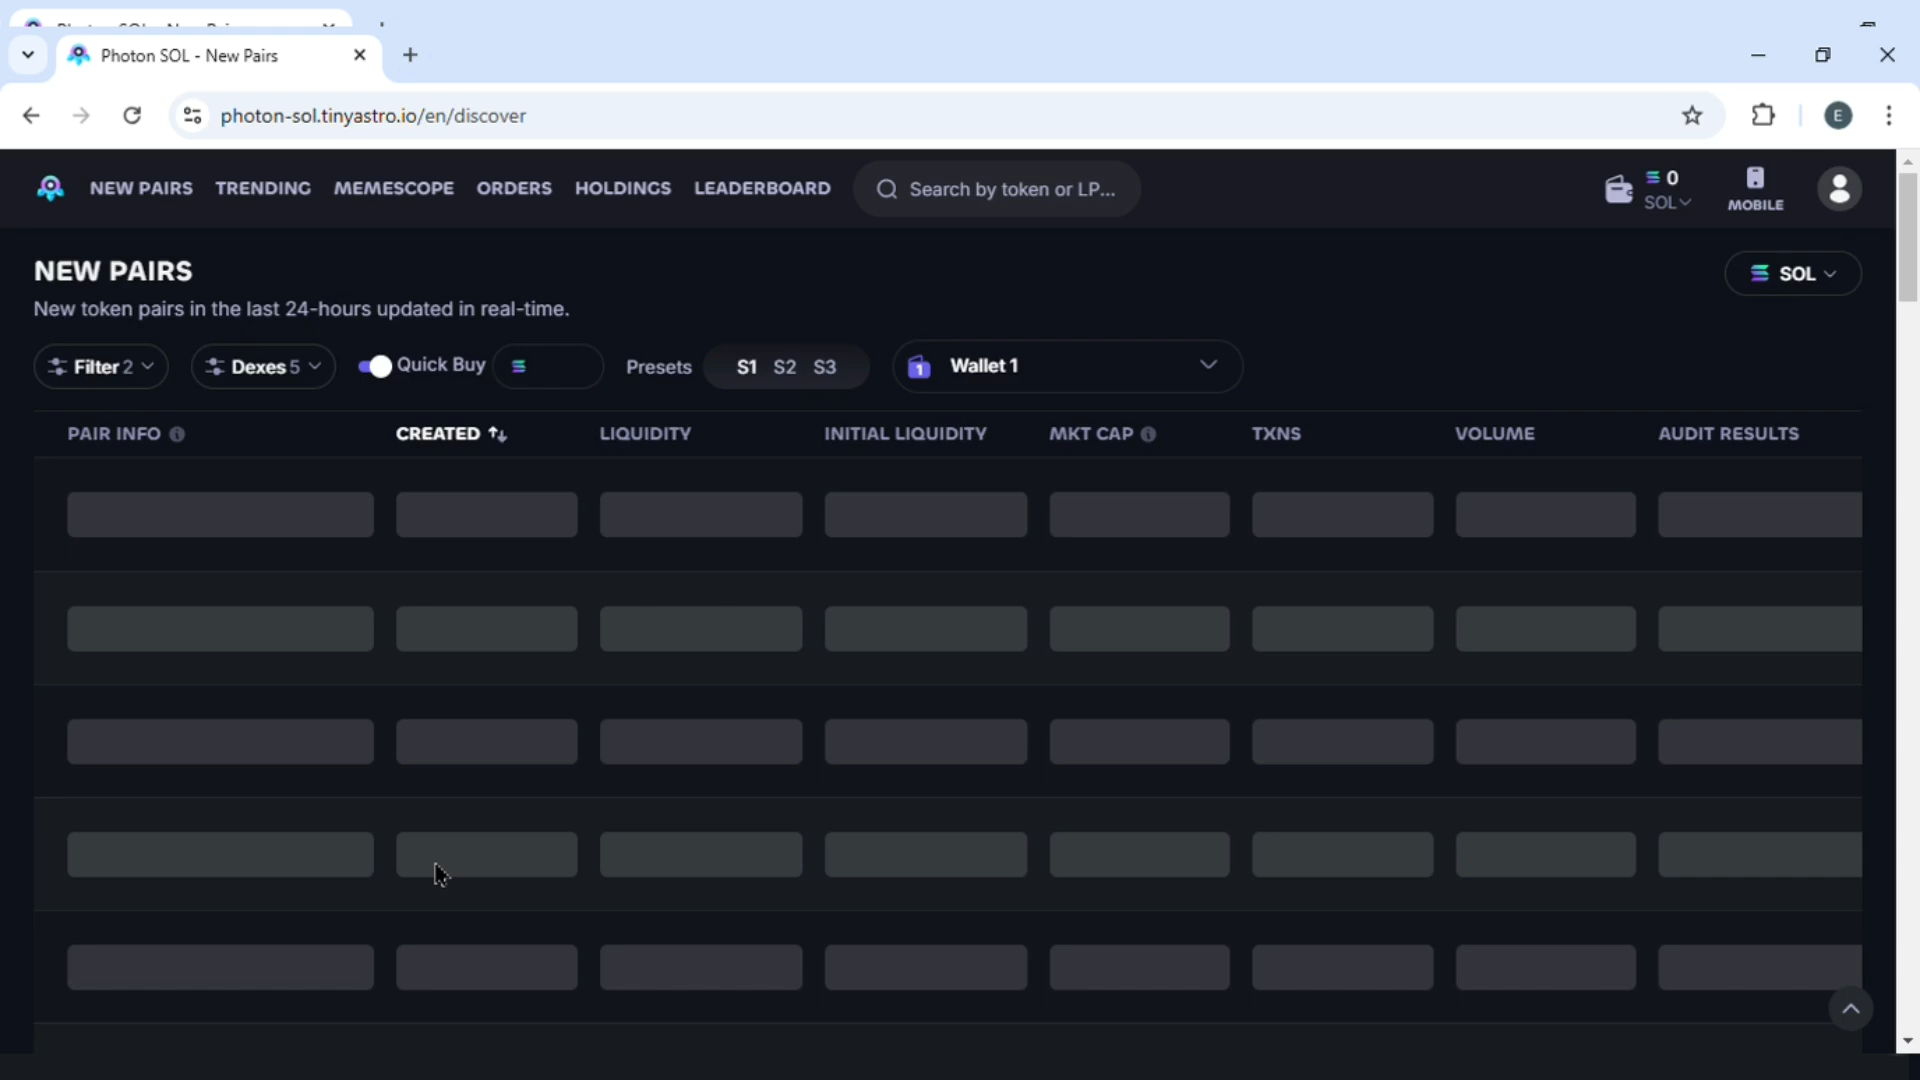 Photon SOL - New Pairs
photon-sol.tinyastro.io/en/discover
E
NEW PAIRS TRENDING MEMESCOPE ORDERS HOLDINGS LEADERBOARD Search by token or LP... 0 SOL MOBILE
NEW PAIRS
SOL
New token pairs in the last 24-hours updated in real-time.
Filter 2 Dexes 5 Quick Buy Presets S1 S2 S3 1 Wallet 1
PAIR INFO CREATED LIQUIDITY INITIAL LIQUIDITY MKT CAP TXNS VOLUME AUDIT RESULTS